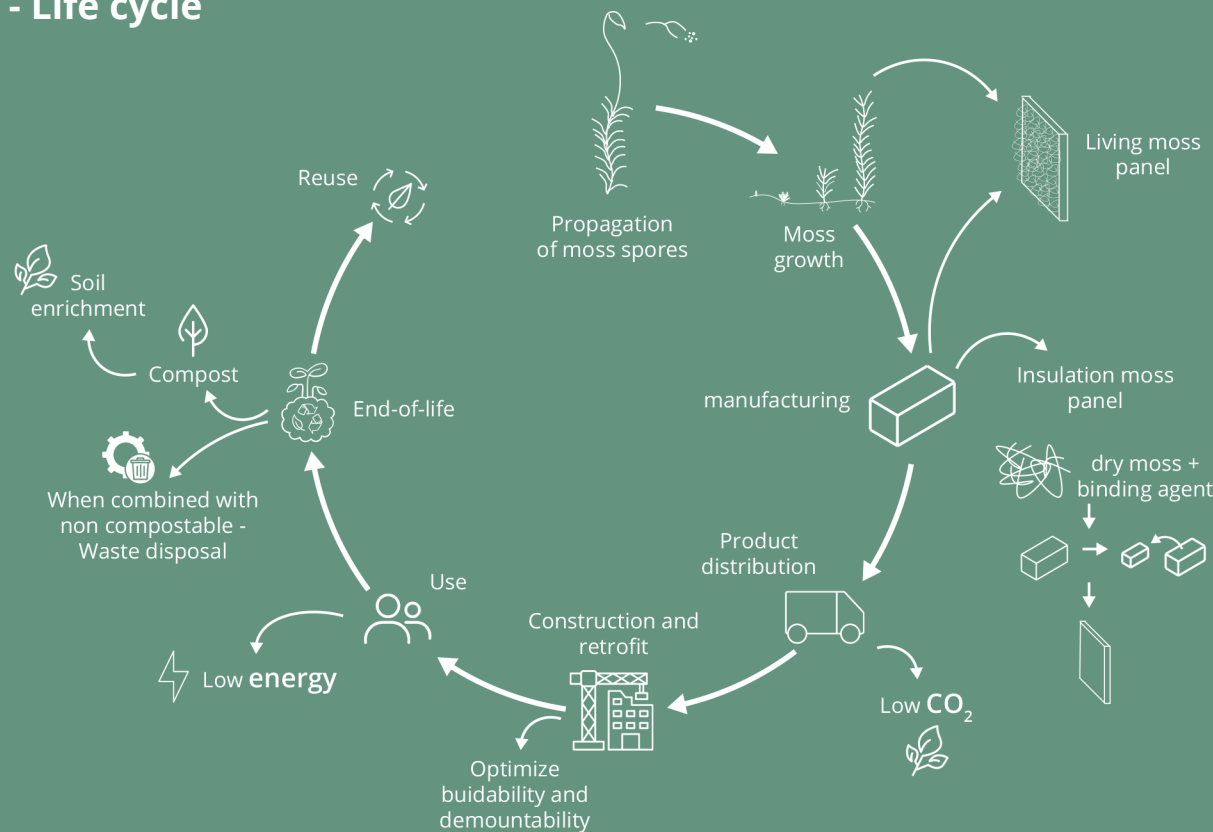 - Life cycle
Propagation
of moss spores
Moss
growth
Living moss
panel
manufacturing
Insulation moss
panel
dry moss +
binding agent
Product
distribution
Low CO₂
Construction and
retrofit
Optimize
buidability and
demountability
Use
Low energy
End-of-life
When combined with
non compostable -
Waste disposal
Compost
Soil
enrichment
Reuse